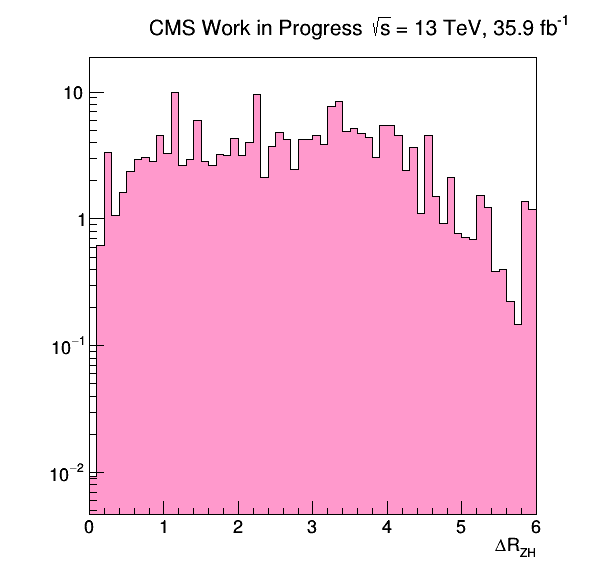 CMS Work in Progress √s = 13 TeV, 35.9 fb⁻¹
10
1
10⁻¹
10⁻²
0 1 2 3 4 5 6
ΔR_ZH